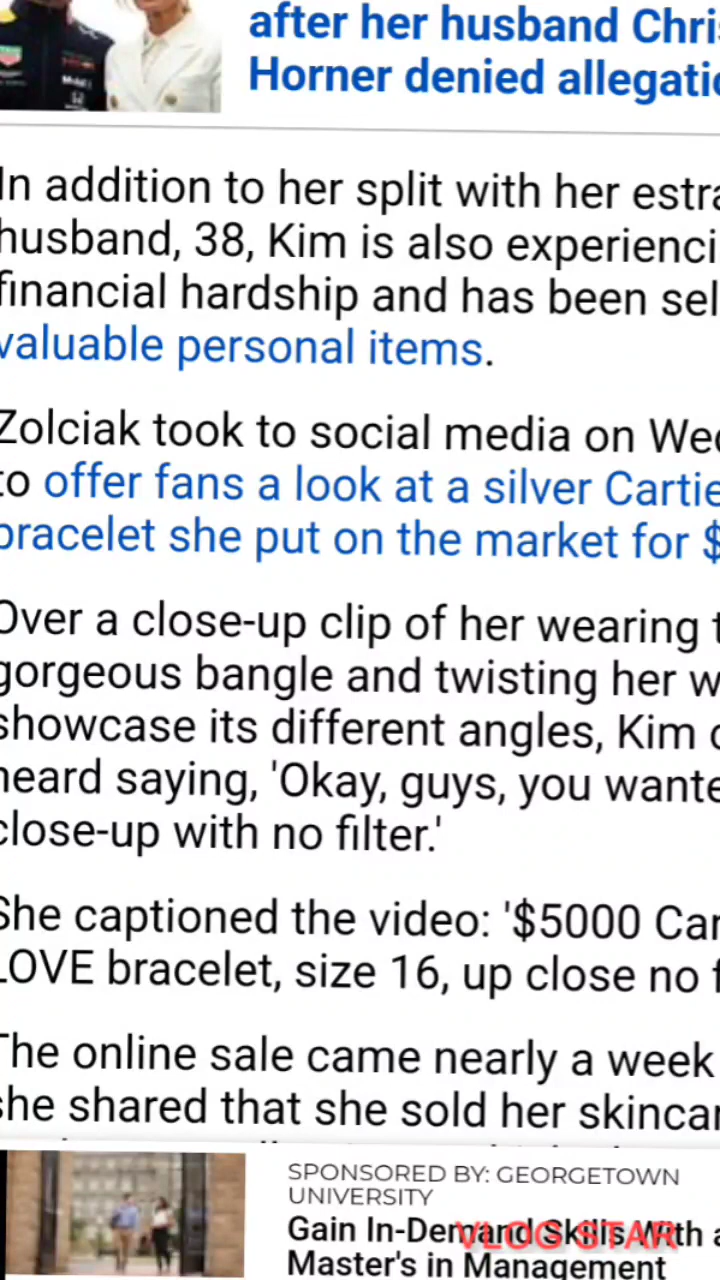 after her husband Chris
Horner denied allegatio
In addition to her split with her estra
husband, 38, Kim is also experienci
financial hardship and has been sel
valuable personal items.
Zolciak took to social media on Wed
to offer fans a look at a silver Cartie
bracelet she put on the market for $
Over a close-up clip of her wearing t
gorgeous bangle and twisting her w
showcase its different angles, Kim c
heard saying, 'Okay, guys, you wante
close-up with no filter.'
She captioned the video: '$5000 Car
LOVE bracelet, size 16, up close no f
The online sale came nearly a week
she shared that she sold her skincar
SPONSORED BY: GEORGETOWN
UNIVERSITY
Gain In-Demand Skills With a
Master's in Management
VLOG STAR